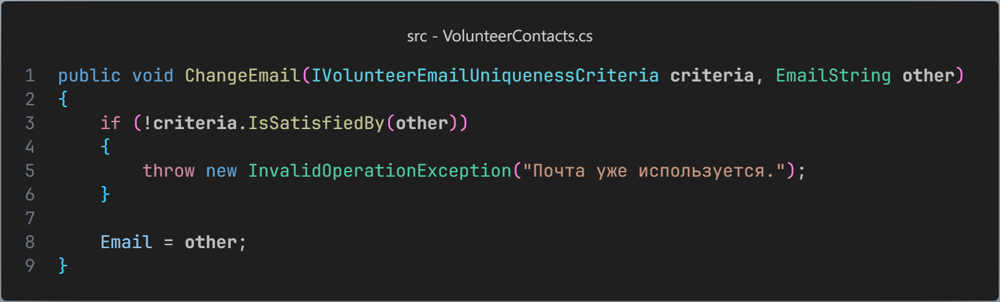 src - VolunteerContacts.cs
1 public void ChangeEmail(IVolunteerEmailUniquenessCriteria criteria, EmailString other)
2 {
3     if (!criteria.IsSatisfiedBy(other))
4     {
5         throw new InvalidOperationException("Почта уже используется.");
6     }
7
8     Email = other;
9 }